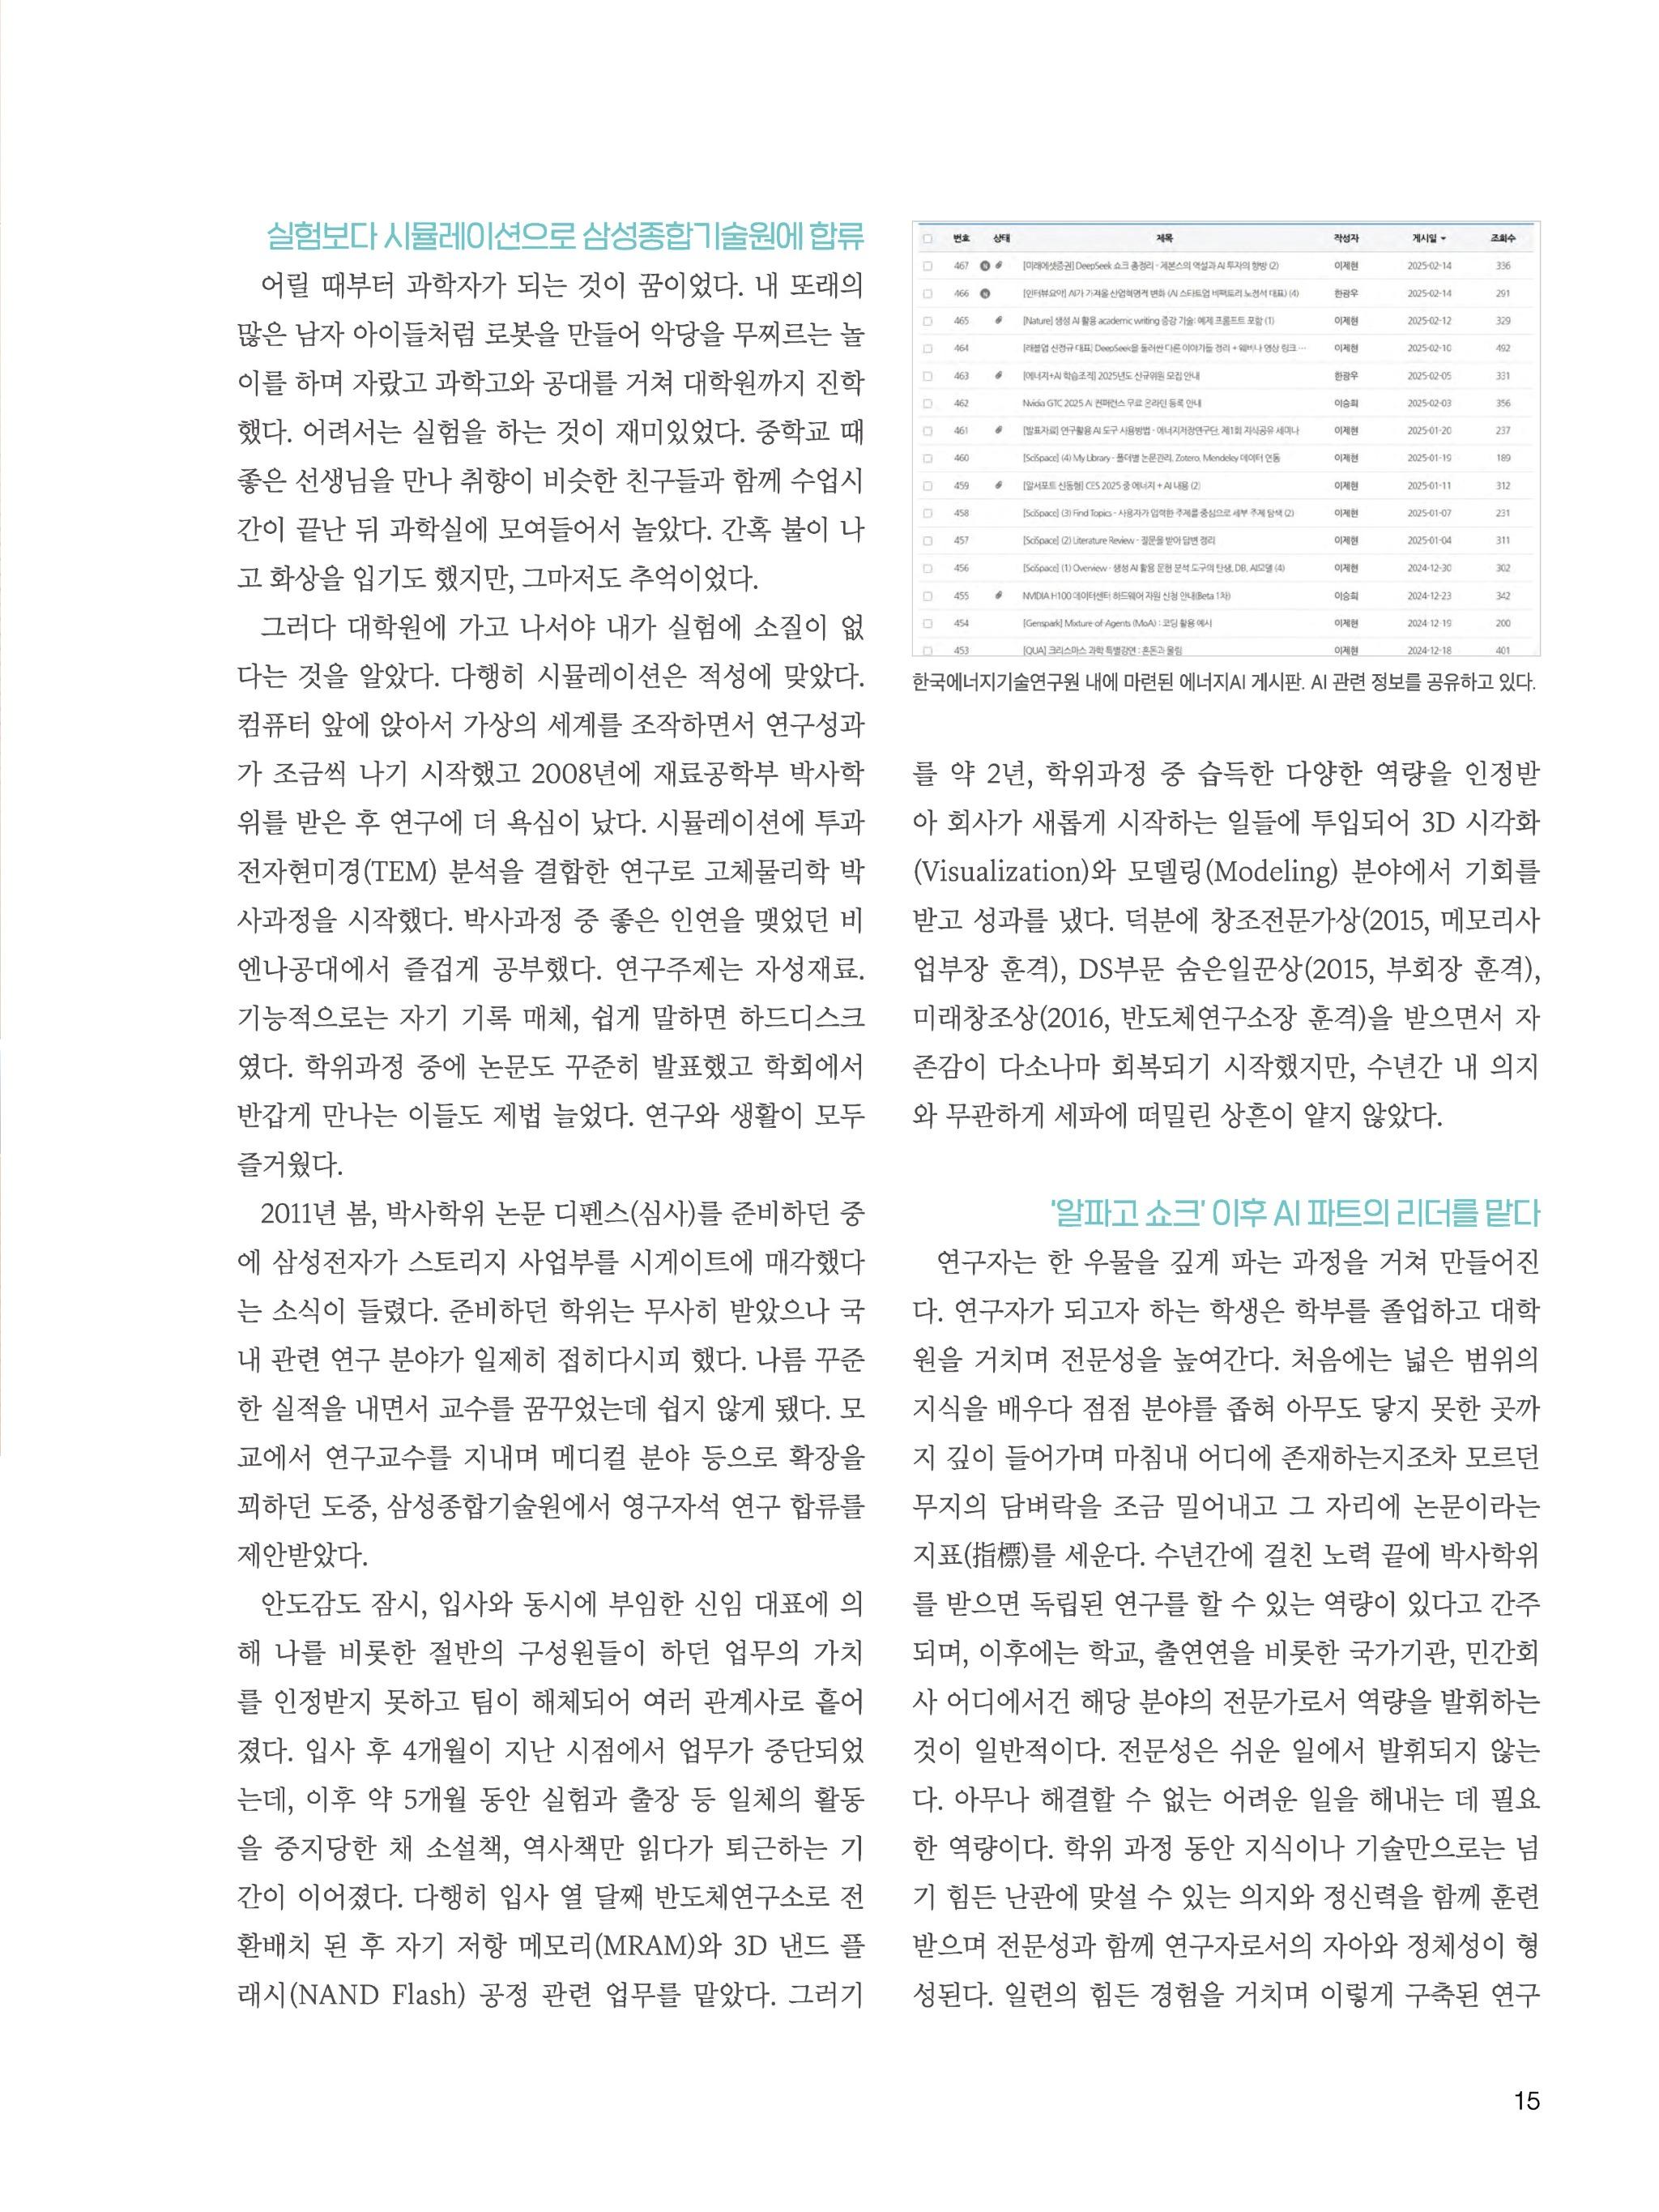 실험보다 시뮬레이션으로 삼성종합기술원에 합류
어릴 때부터 과학자가 되는 것이 꿈이었다. 내 또래의
많은 남자 아이들처럼 로봇을 만들어 악당을 무찌르는 놀
이를 하며 자랐고 과학고와 공대를 거쳐 대학원까지 진학
했다. 어려서는 실험을 하는 것이 재미있었다. 중학교 때
좋은 선생님을 만나 취향이 비슷한 친구들과 함께 수업시
간이 끝난 뒤 과학실에 모여들어서 놀았다. 간혹 불이 나
고 화상을 입기도 했지만, 그마저도 추억이었다.
그러다 대학원에 가고 나서야 내가 실험에 소질이 없
다는 것을 알았다. 다행히 시뮬레이션은 적성에 맞았다.
컴퓨터 앞에 앉아서 가상의 세계를 조작하면서 연구성과
가 조금씩 나기 시작했고 2008년에 재료공학부 박사학
위를 받은 후 연구에 더 욕심이 났다. 시뮬레이션에 투과
전자현미경(TEM) 분석을 결합한 연구로 고체물리학 박
사과정을 시작했다. 박사과정 중 좋은 인연을 맺었던 비
엔나공대에서 즐겁게 공부했다. 연구주제는 자성재료.
기능적으로는 자기 기록 매체, 쉽게 말하면 하드디스크
였다. 학위과정 중에 논문도 꾸준히 발표했고 학회에서
반갑게 만나는 이들도 제법 늘었다. 연구와 생활이 모두
즐거웠다.
2011년 봄, 박사학위 논문 디펜스(심사)를 준비하던 중
에 삼성전자가 스토리지 사업부를 시게이트에 매각했다
는 소식이 들렸다. 준비하던 학위는 무사히 받았으나 국
내 관련 연구 분야가 일제히 접히다시피 했다. 나름 꾸준
한 실적을 내면서 교수를 꿈꾸었는데 쉽지 않게 됐다. 모
교에서 연구교수를 지내며 메디컬 분야 등으로 확장을
꾀하던 도중, 삼성종합기술원에서 영구자석 연구 합류를
제안받았다.
안도감도 잠시, 입사와 동시에 부임한 신임 대표에 의
해 나를 비롯한 절반의 구성원들이 하던 업무의 가치
를 인정받지 못하고 팀이 해체되어 여러 관계사로 흩어
졌다. 입사 후 4개월이 지난 시점에서 업무가 중단되었
는데, 이후 약 5개월 동안 실험과 출장 등 일체의 활동
을 중지당한 채 소설책, 역사책만 읽다가 퇴근하는 기
간이 이어졌다. 다행히 입사 열 달째 반도체연구소로 전
환배치 된 후 자기 저항 메모리(MRAM)와 3D 낸드 플
래시(NAND Flash) 공정 관련 업무를 맡았다. 그러기
번호 상태 제목 작성자 게시일 조회수
467 [미래에셋증권] DeepSeek 쇼크 총정리 - 제본스의 역설과 AI 투자의 향방 (2) 이제현 2025-02-14 336
466 [인터뷰요약] AI가 가져올 산업혁명적 변화 (AI 스타트업 비팩토리 노정석 대표) (4) 한광우 2025-02-14 291
465 [Nature] 생성 AI 활용 academic writing 증강 기술: 예제 프롬프트 포함 (1) 이제현 2025-02-12 329
464 [래블업 신정규 대표] DeepSeek을 둘러싼 다른 이야기들 정리 + 웨비나 영상 링크 … 이제현 2025-02-10 492
463 [에너지+AI 학습조직] 2025년도 신규위원 모집 안내 한광우 2025-02-05 331
462 Nvidia GTC 2025 AI 컨퍼런스 무료 온라인 등록 안내 이승희 2025-02-03 356
461 [발표자료] 연구활용 AI 도구 사용방법 - 에너지저장연구단, 제1회 지식공유 세미나 이제현 2025-01-20 237
460 [SciSpace] (4) My Library - 폴더별 논문관리, Zotero, Mendeley 데이터 연동 이제현 2025-01-19 189
459 [알서포트 신동형] CES 2025 중 에너지 + AI 내용 (2) 이제현 2025-01-11 312
458 [SciSpace] (3) Find Topics - 사용자가 입력한 주제를 중심으로 세부 주제 탐색 (2) 이제현 2025-01-07 231
457 [SciSpace] (2) Literature Review - 질문을 받아 답변 정리 이제현 2025-01-04 311
456 [SciSpace] (1) Overview - 생성 AI 활용 문헌 분석 도구의 탄생, DB, AI모델 (4) 이제현 2024-12-30 302
455 NVIDIA H100 데이터센터 하드웨어 자원 신청 안내(Beta 1차) 이승희 2024-12-23 342
454 [Genspark] Mixture-of-Agents (MoA) : 코딩 활용 예시 이제현 2024-12-19 200
453 [QUA] 크리스마스 과학 특별강연 : 혼돈과 울림 이제현 2024-12-18 401
한국에너지기술연구원 내에 마련된 에너지AI 게시판. AI 관련 정보를 공유하고 있다.
를 약 2년, 학위과정 중 습득한 다양한 역량을 인정받
아 회사가 새롭게 시작하는 일들에 투입되어 3D 시각화
(Visualization)와 모델링(Modeling) 분야에서 기회를
받고 성과를 냈다. 덕분에 창조전문가상(2015, 메모리사
업부장 훈격), DS부문 숨은일꾼상(2015, 부회장 훈격),
미래창조상(2016, 반도체연구소장 훈격)을 받으면서 자
존감이 다소나마 회복되기 시작했지만, 수년간 내 의지
와 무관하게 세파에 떠밀린 상흔이 얕지 않았다.
'알파고 쇼크' 이후 AI 파트의 리더를 맡다
연구자는 한 우물을 깊게 파는 과정을 거쳐 만들어진
다. 연구자가 되고자 하는 학생은 학부를 졸업하고 대학
원을 거치며 전문성을 높여간다. 처음에는 넓은 범위의
지식을 배우다 점점 분야를 좁혀 아무도 닿지 못한 곳까
지 깊이 들어가며 마침내 어디에 존재하는지조차 모르던
무지의 담벼락을 조금 밀어내고 그 자리에 논문이라는
지표(指標)를 세운다. 수년간에 걸친 노력 끝에 박사학위
를 받으면 독립된 연구를 할 수 있는 역량이 있다고 간주
되며, 이후에는 학교, 출연연을 비롯한 국가기관, 민간회
사 어디에서건 해당 분야의 전문가로서 역량을 발휘하는
것이 일반적이다. 전문성은 쉬운 일에서 발휘되지 않는
다. 아무나 해결할 수 없는 어려운 일을 해내는 데 필요
한 역량이다. 학위 과정 동안 지식이나 기술만으로는 넘
기 힘든 난관에 맞설 수 있는 의지와 정신력을 함께 훈련
받으며 전문성과 함께 연구자로서의 자아와 정체성이 형
성된다. 일련의 힘든 경험을 거치며 이렇게 구축된 연구
15